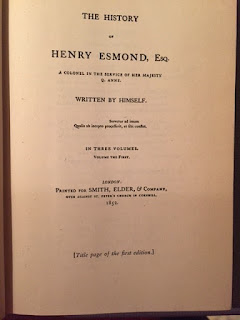 THE HISTORY
OF
HENRY ESMOND, Esq.
A COLONEL IN THE SERVICE OF HER MAJESTY
Q. ANNE.
WRITTEN BY HIMSELF.
Servetur ad imum
Qualis ab incepto processerit, et sibi constet.
IN THREE VOLUMES.
VOLUME THE FIRST.
LONDON:
PRINTED FOR SMITH, ELDER, & COMPANY,
OVER AGAINST ST. PETER'S CHURCH IN CORNHILL.
1852.
[Title page of the first edition.]